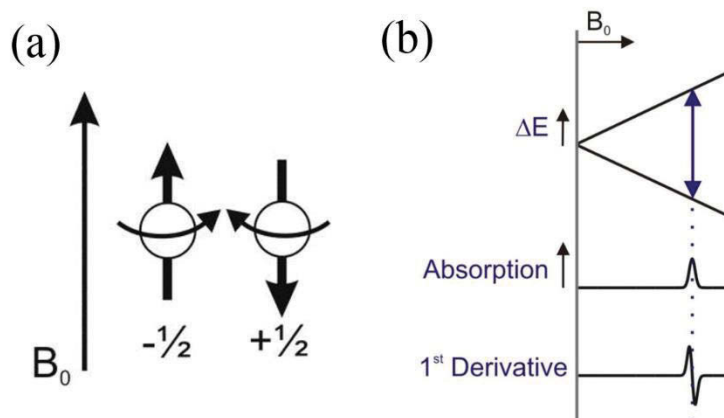 (a)
B₀
-½
+½
(b)
B₀
ΔE
Absorption
1st Derivative